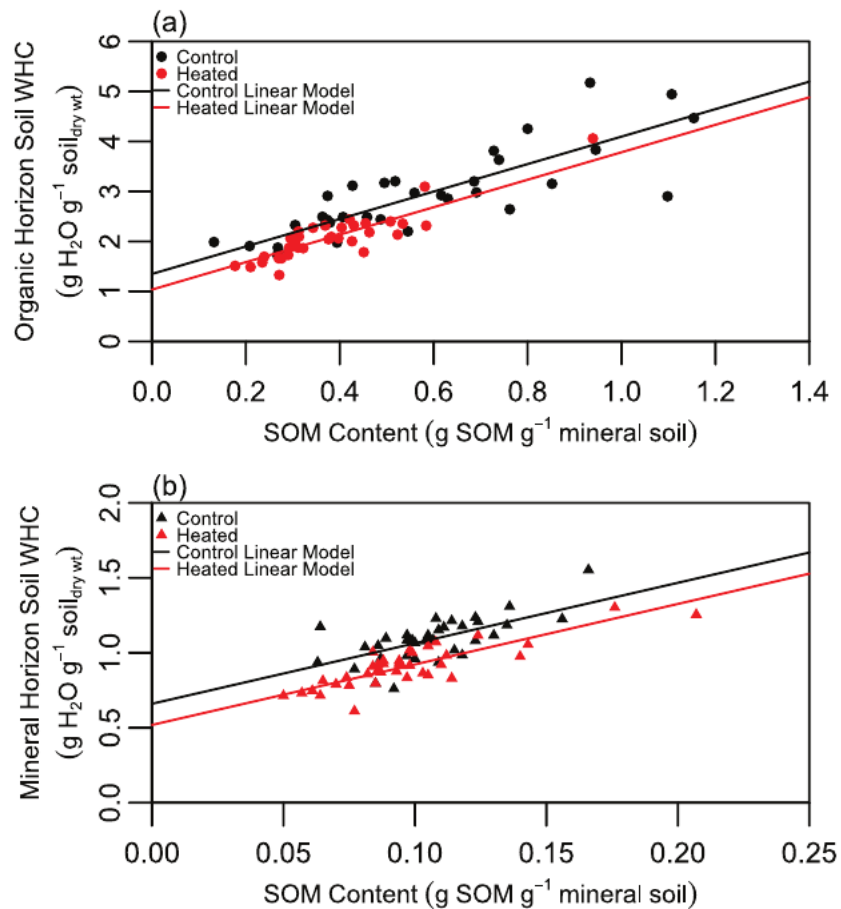 (a)
Organic Horizon Soil WHC
(g H₂O g⁻¹ soil_dry wt)
6
5
4
3
2
1
0
Control
Heated
Control Linear Model
Heated Linear Model
0.0 0.2 0.4 0.6 0.8 1.0 1.2 1.4
SOM Content (g SOM g⁻¹ mineral soil)
(b)
Mineral Horizon Soil WHC
(g H₂O g⁻¹ soil_dry wt)
2.0
1.5
1.0
0.5
0.0
Control
Heated
Control Linear Model
Heated Linear Model
0.00 0.05 0.10 0.15 0.20 0.25
SOM Content (g SOM g⁻¹ mineral soil)